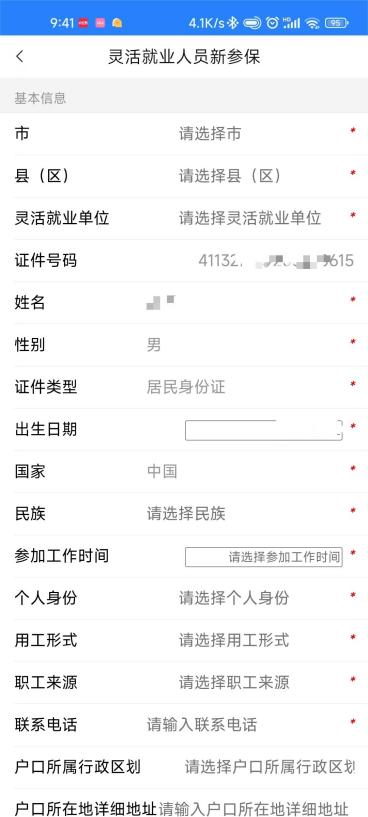 9:41 4.1K/s HD 95
灵活就业人员新参保
基本信息
市 请选择市 *
县（区） 请选择县（区） *
灵活就业单位 请选择灵活就业单位 *
证件号码 41132 9615
姓名 *
性别 男 *
证件类型 居民身份证 *
出生日期 *
国家 中国 *
民族 请选择民族 *
参加工作时间 请选择参加工作时间 *
个人身份 请选择个人身份 *
用工形式 请选择用工形式 *
职工来源 请选择职工来源 *
联系电话 请输入联系电话 *
户口所属行政区划 请选择户口所属行政区划
户口所在地详细地址 请输入户口所在地详细地址